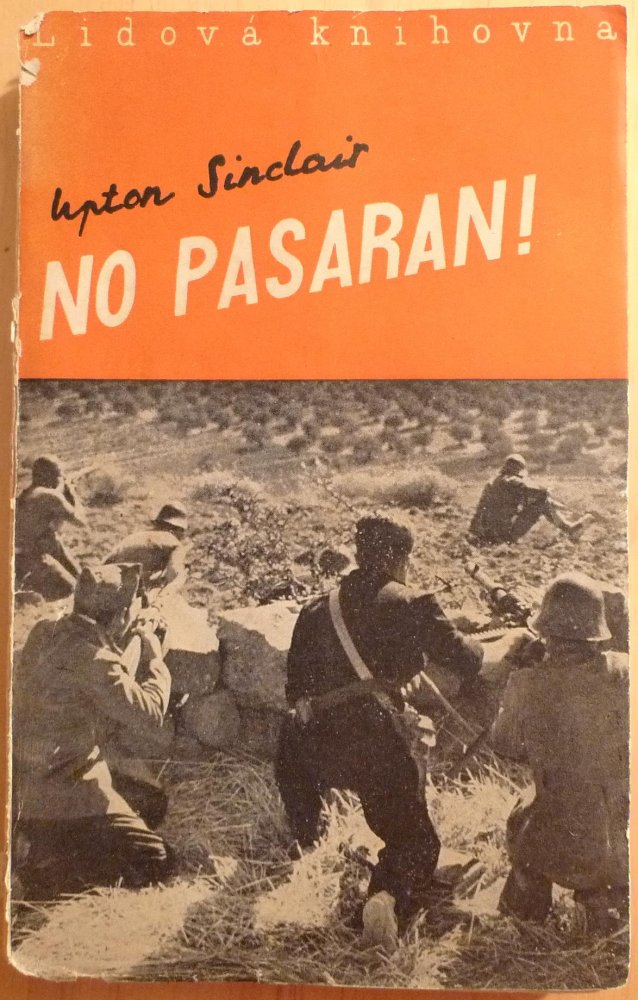 Lidová knihovna
Upton Sinclair
NO PASARAN!